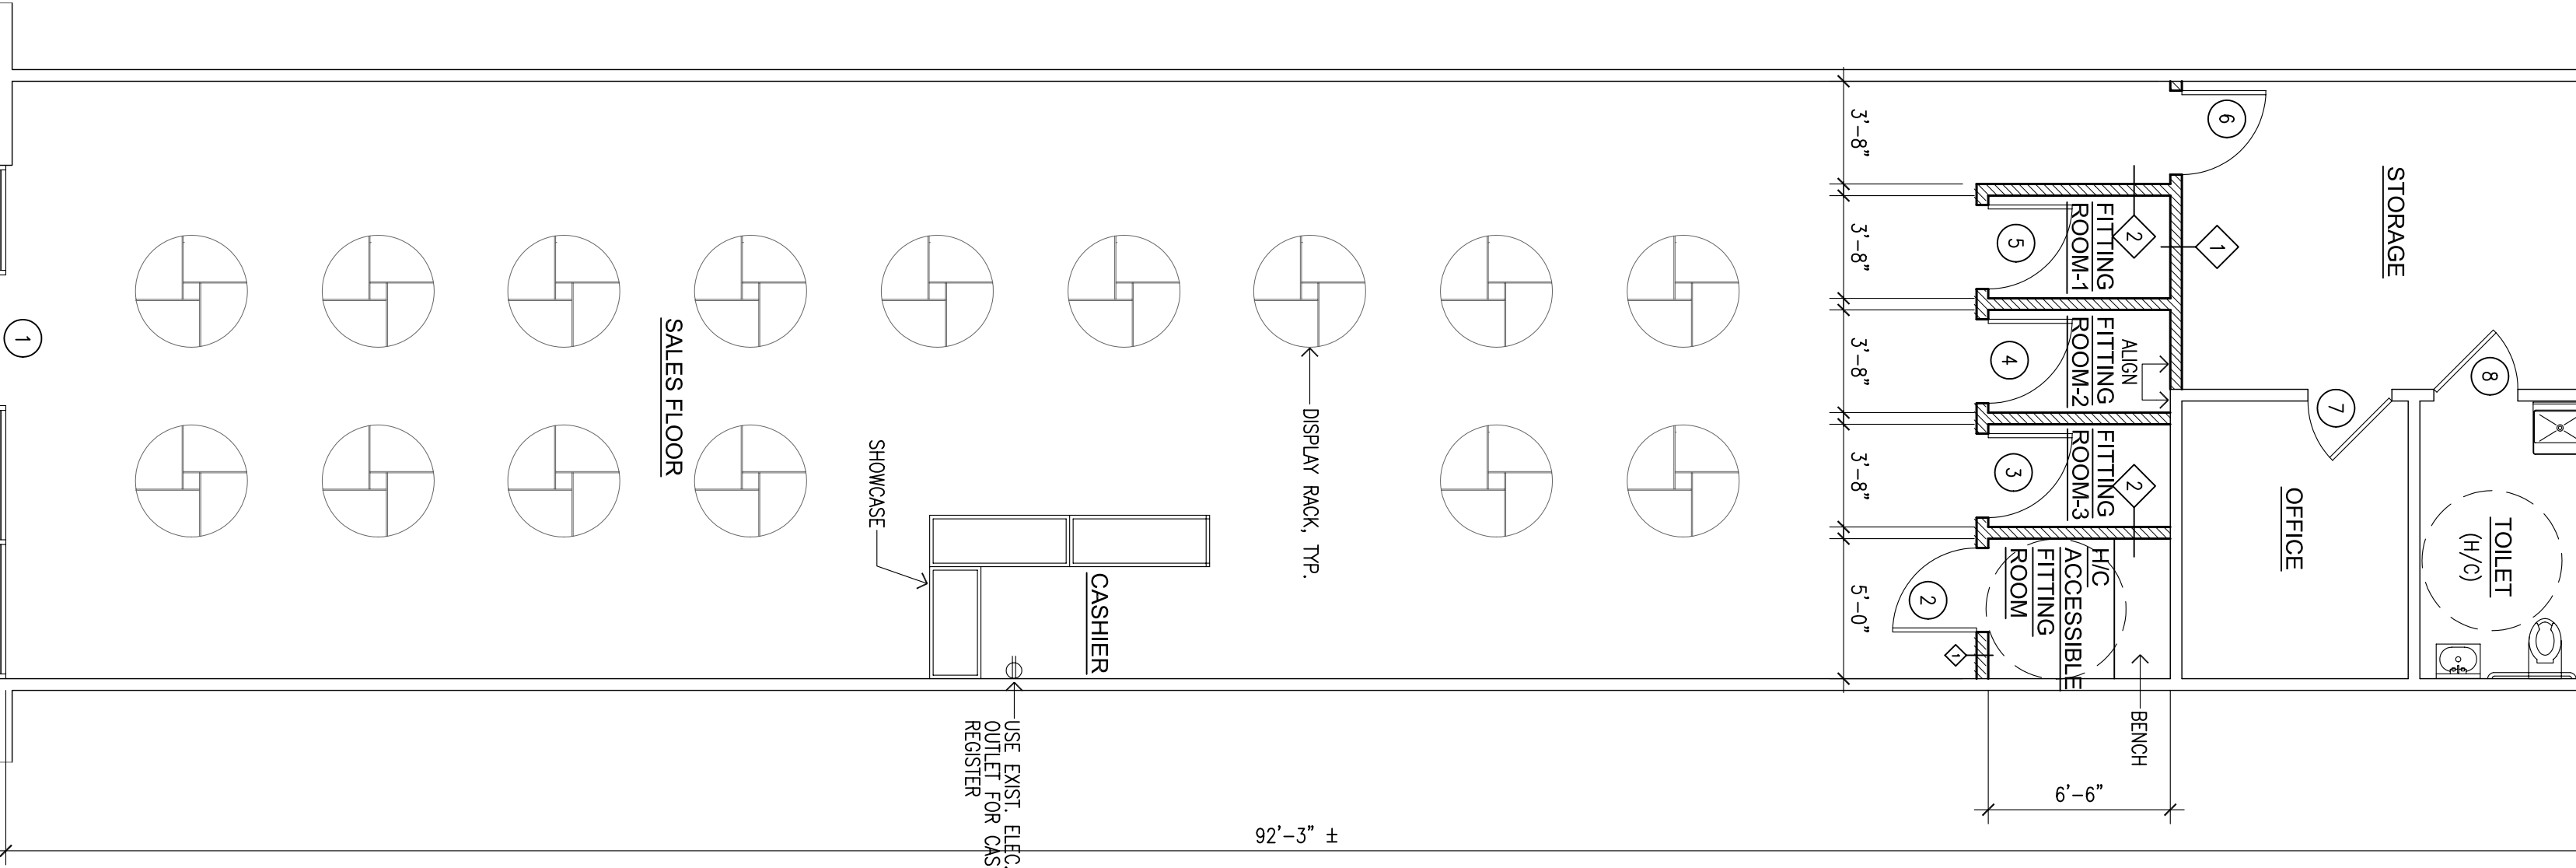 STORAGE
6
1
2
FITTING
ROOM-1
5
3'-8"
3'-8"
3'-8"
3'-8"
5'-0"
FITTING
ROOM-2
4
ALIGN
8
7
FITTING
ROOM-3
3
2
OFFICE
TOILET
(H/C)
H/C
ACCESSIBLE
FITTING
ROOM
2
1
BENCH
6'-6"
1
SALES FLOOR
DISPLAY RACK, TYP.
SHOWCASE
CASHIER
USE EXIST. ELEC.
OUTLET FOR CAS
REGISTER
92'-3" ±